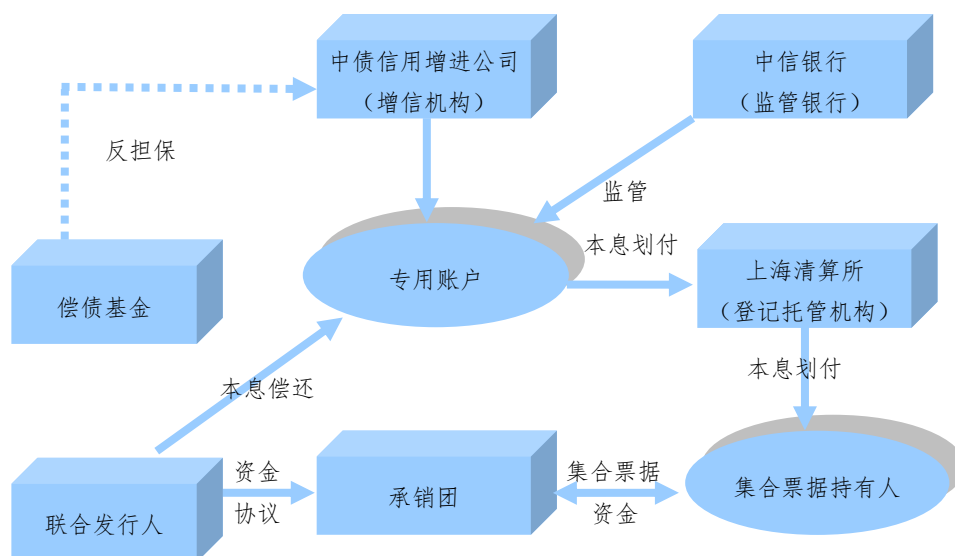 中债信用增进公司
（增信机构）
中信银行
（监管银行）
反担保
监管
偿债基金
专用账户
本息划付
上海清算所
（登记托管机构）
本息偿还
本息划付
联合发行人
资金
协议
承销团
集合票据
资金
集合票据持有人